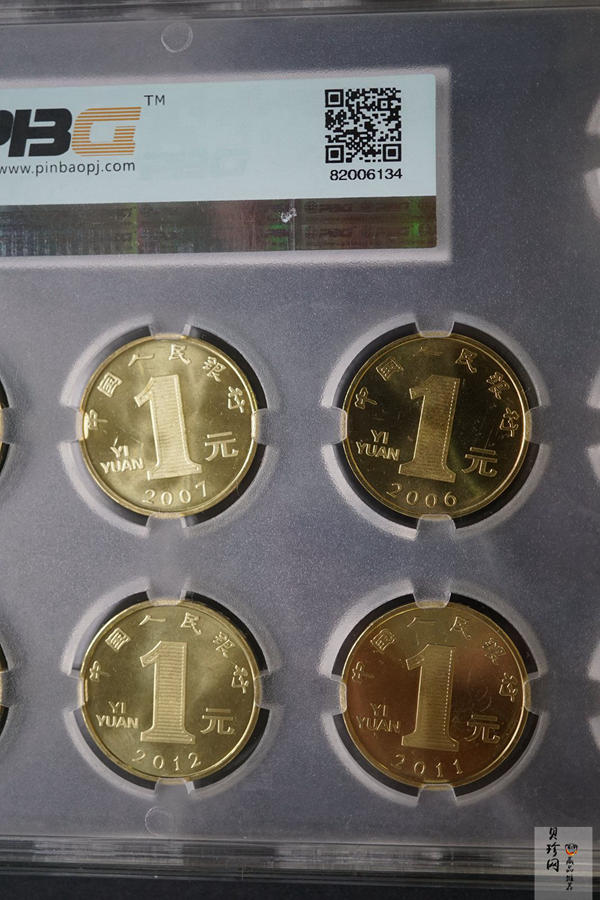 PBG TM
www.pinbaopj.com
82006134
中国人民银行
1
YI
YUAN
元
2007
中国人民银行
1
YI
YUAN
元
2006
中国人民银行
1
YI
YUAN
元
2012
中国人民银行
1
YI
YUAN
元
2011
贝珍网